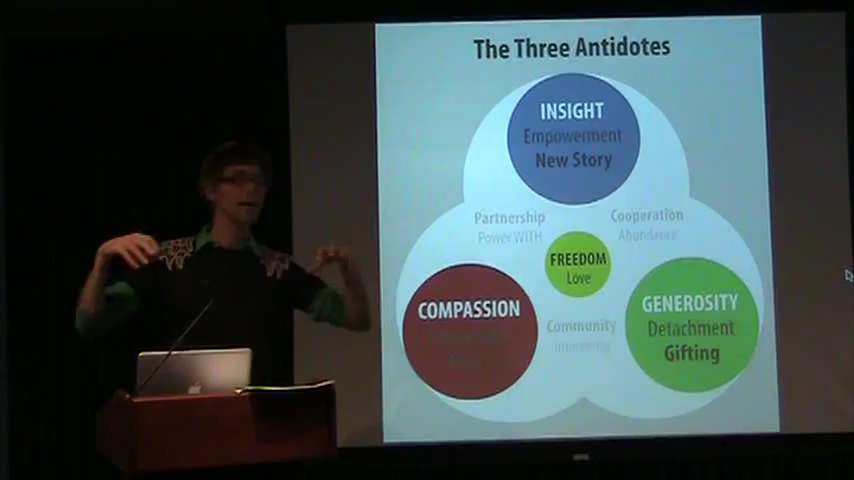 The Three Antidotes
INSIGHT
Empowerment
New Story
Partnership
Power WITH
Cooperation
Abundance
FREEDOM
Love
COMPASSION
GENEROSITY
Detachment
Gifting
Community